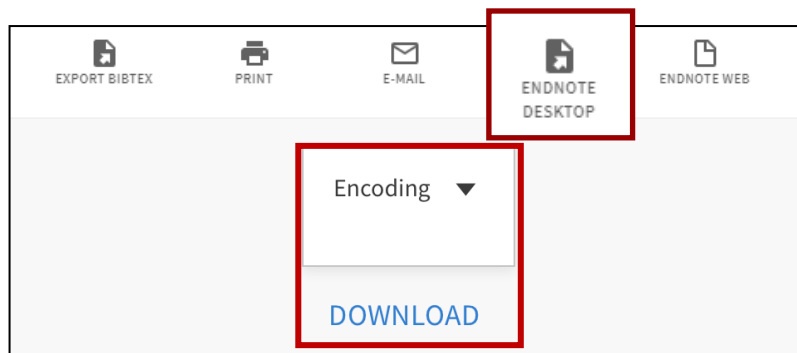 EXPORT BIBTEX
PRINT
E-MAIL
ENDNOTE
DESKTOP
ENDNOTE WEB
Encoding
DOWNLOAD